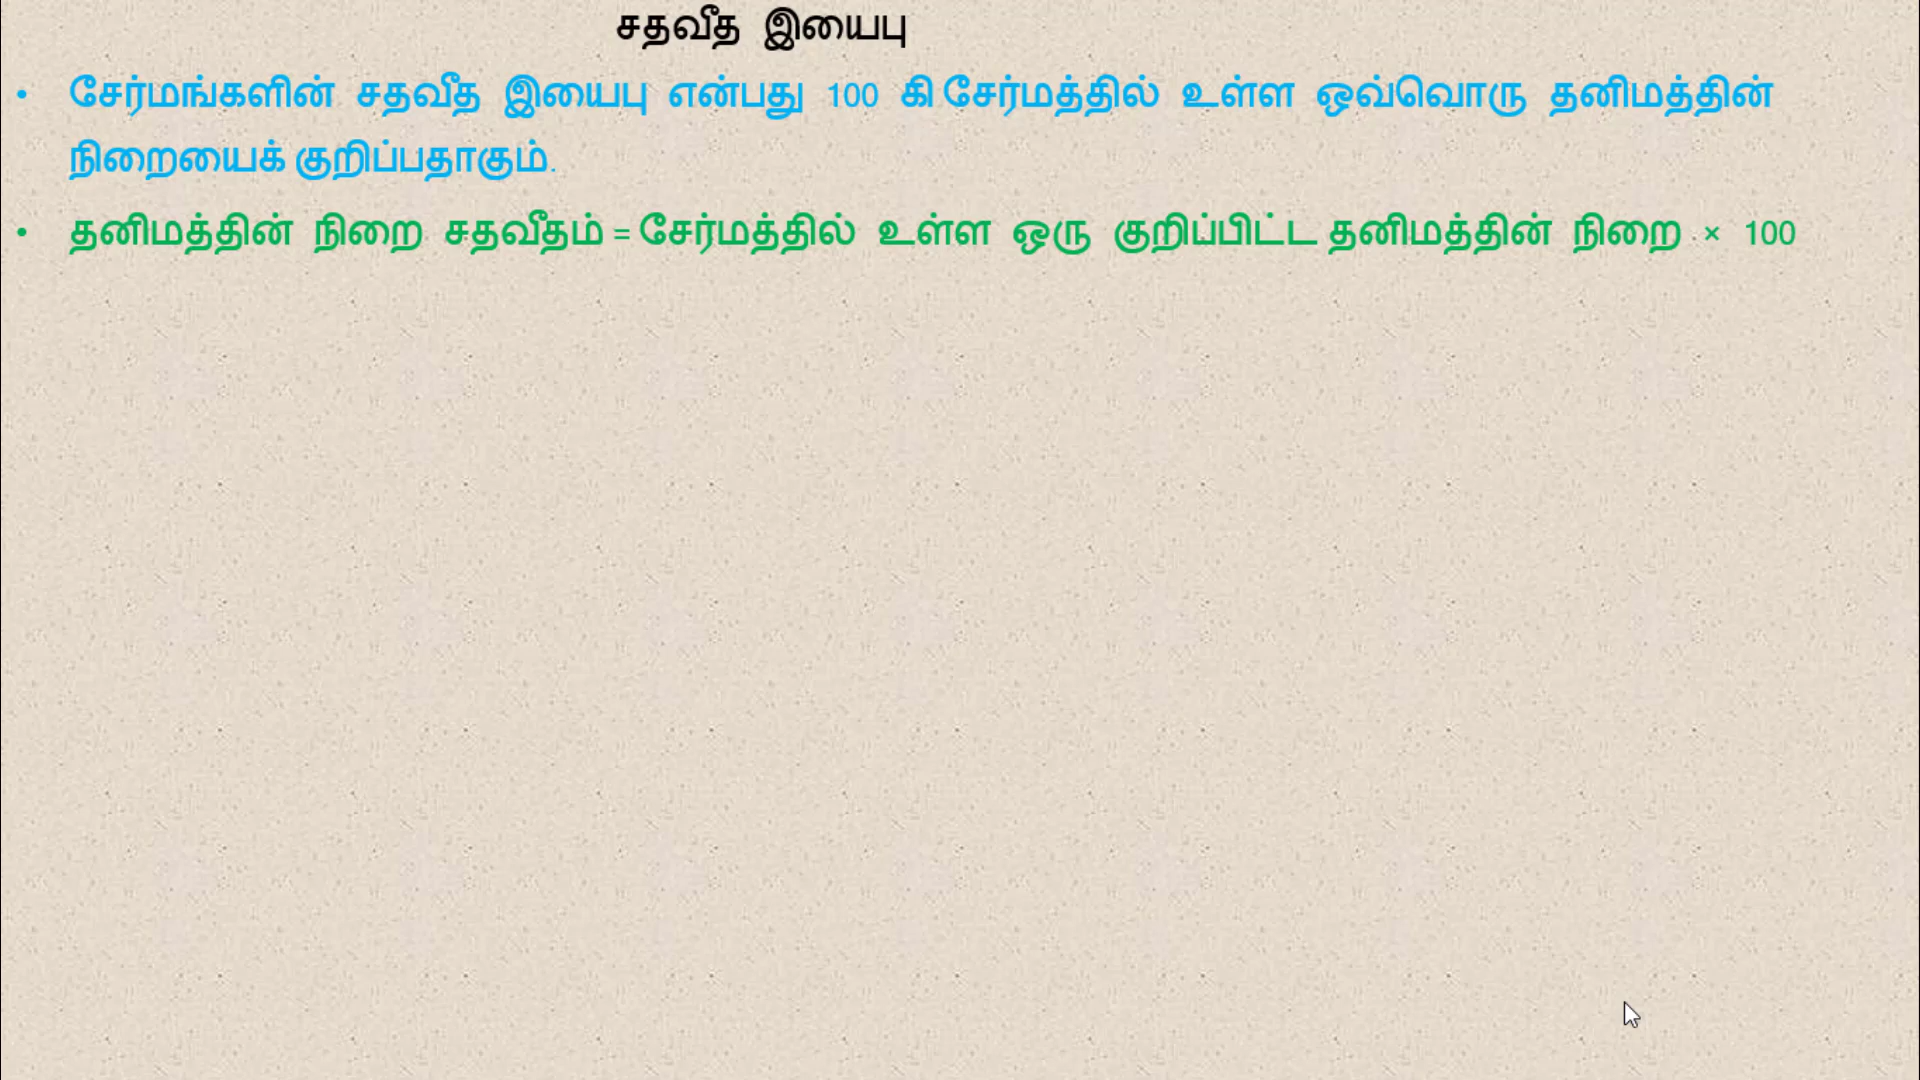 சதவீத இயைபு
• சேர்மங்களின் சதவீத இயைபு என்பது 100 கி சேர்மத்தில் உள்ள ஒவ்வொரு தனிமத்தின்
நிறையைக் குறிப்பதாகும்.
• தனிமத்தின் நிறை சதவீதம் = சேர்மத்தில் உள்ள ஒரு குறிப்பிட்ட தனிமத்தின் நிறை × 100